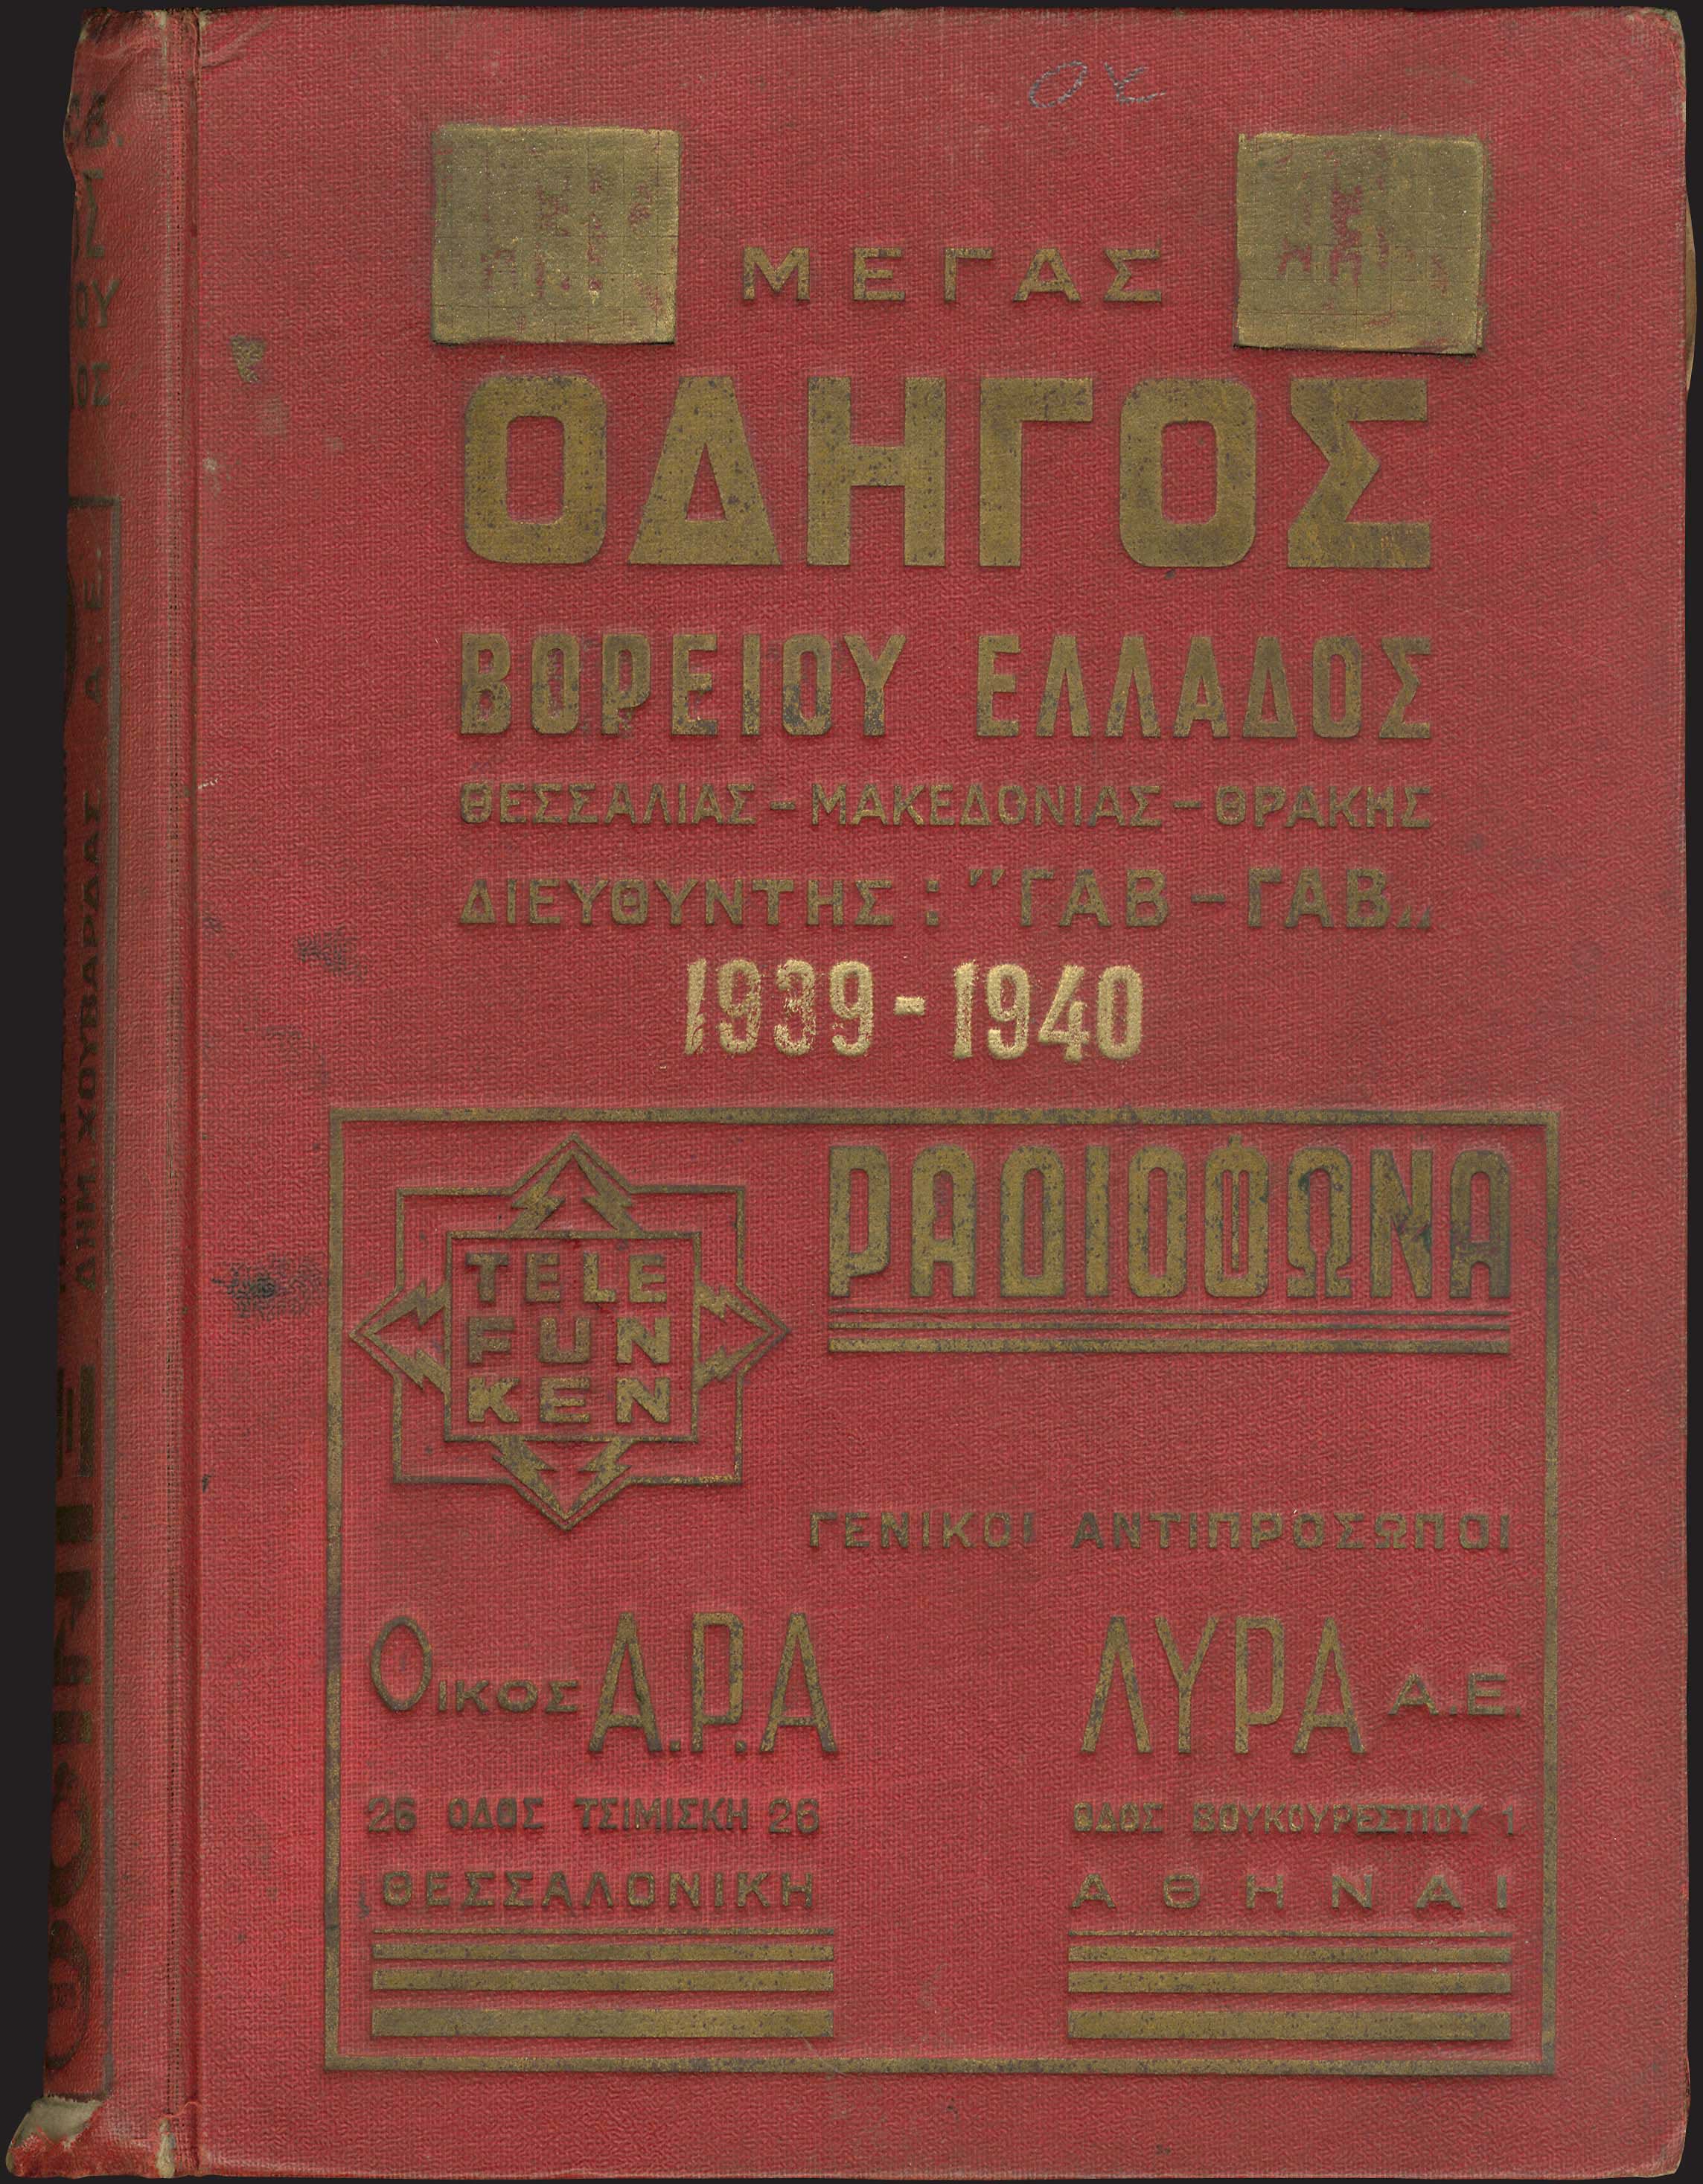 ΜΕΓΑΣ
ΟΔΗΓΟΣ
ΒΟΡΕΙΟΥ ΕΛΛΑΔΟΣ
ΘΕΣΣΑΛΙΑΣ - ΜΑΚΕΔΟΝΙΑΣ - ΘΡΑΚΗΣ
ΔΙΕΥΘΥΝΤΗΣ : "ΓΑΒ - ΓΑΒ„
1939 - 1940
ΡΑΔΙΟΦΩΝΑ
TELE
FUN
KEN
ΓΕΝΙΚΟΙ ΑΝΤΙΠΡΟΣΩΠΟΙ
ΟΙΚΟΣ Α.Ρ.Α
26 ΟΔΟΣ ΤΣΙΜΙΣΚΗ 26
ΘΕΣΣΑΛΟΝΙΚΗ
ΛΥΡΑ Α.Ε.
ΟΔΟΣ ΒΟΥΚΟΥΡΕΣΤΙΟΥ 1
ΑΘΗΝΑΙ
ΔΗΜ. ΧΟΥΒΑΡΔΑΣ Α.Ε.